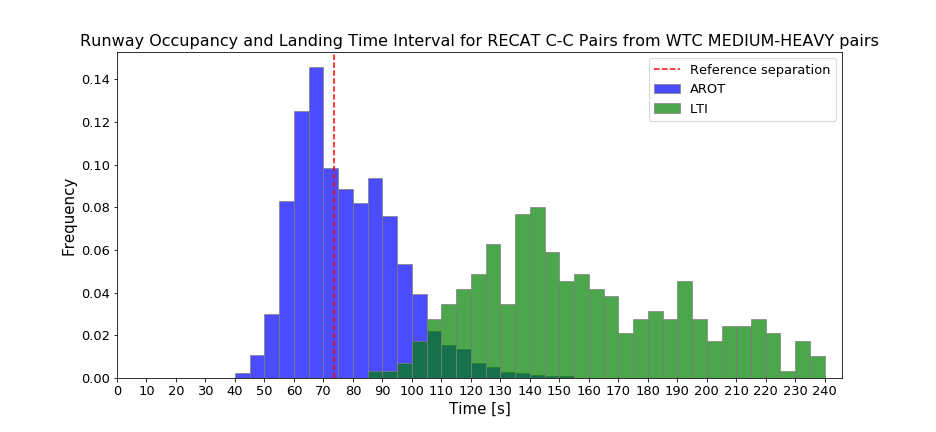 Runway Occupancy and Landing Time Interval for RECAT C-C Pairs from WTC MEDIUM-HEAVY pairs
Reference separation
AROT
LTI
Frequency
0.14
0.12
0.10
0.08
0.06
0.04
0.02
0.00
0 10 20 30 40 50 60 70 80 90 100 110 120 130 140 150 160 170 180 190 200 210 220 230 240
Time [s]